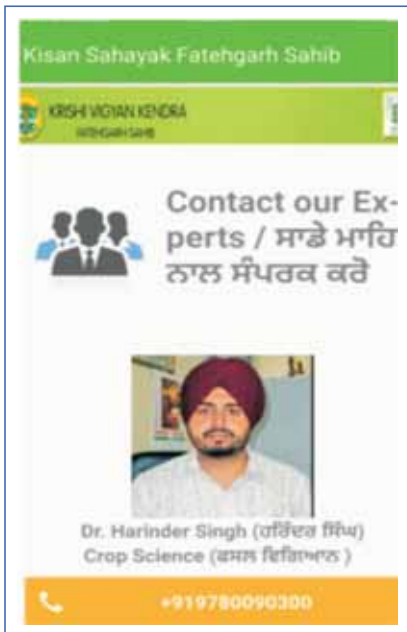 Kisan Sahayak Fatehgarh Sahib
KRISHI VIGYAN KENDRA
FATEHGARH SAHIB
Contact our Ex-
perts / ਸਾਡੇ ਮਾਹਿ
ਨਾਲ ਸੰਪਰਕ ਕਰੋ
Dr. Harinder Singh (ਹਰਿੰਦਰ ਸਿੰਘ)
Crop Science (ਫਸਲ ਵਿਗਿਆਨ )
+919780090300